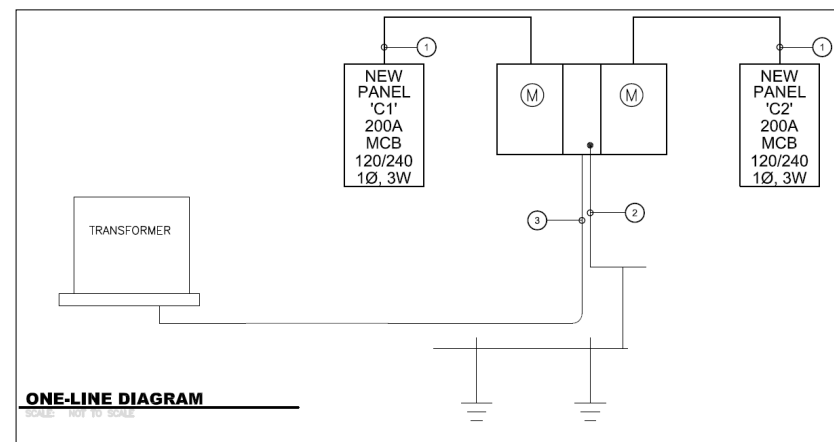 1
1
NEW
PANEL
'C1'
200A
MCB
120/240
1Ø, 3W
M
M
NEW
PANEL
'C2'
200A
MCB
120/240
1Ø, 3W
3
2
TRANSFORMER
ONE-LINE DIAGRAM
SCALE: NOT TO SCALE